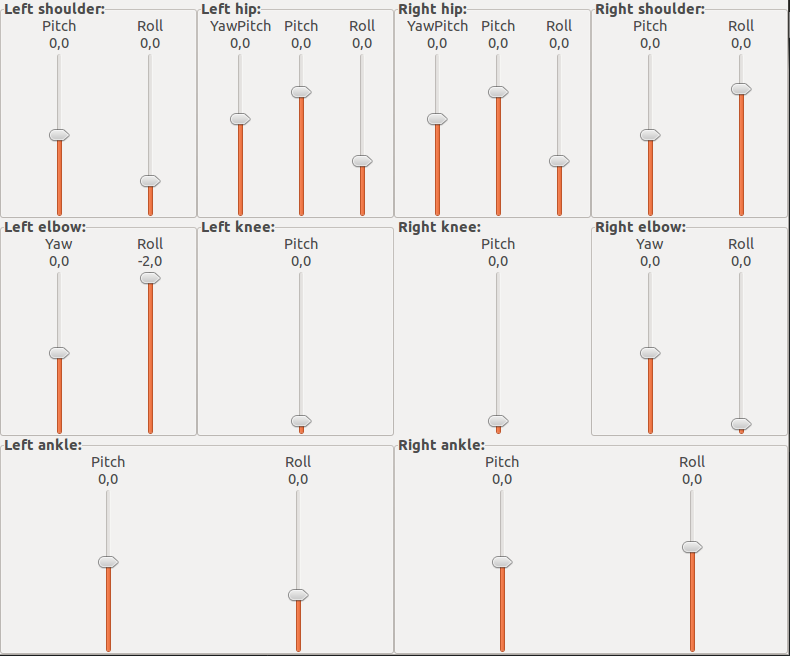 Left shoulder: Left hip: Right hip: Right shoulder:
Pitch Roll YawPitch Pitch Roll YawPitch Pitch Roll Pitch Roll
0,0 0,0 0,0 0,0 0,0 0,0 0,0 0,0 0,0 0,0
Left elbow: Left knee: Right knee: Right elbow:
Yaw Roll Pitch Pitch Yaw Roll
0,0 -2,0 0,0 0,0 0,0 0,0
Left ankle: Right ankle:
Pitch Roll Pitch Roll
0,0 0,0 0,0 0,0